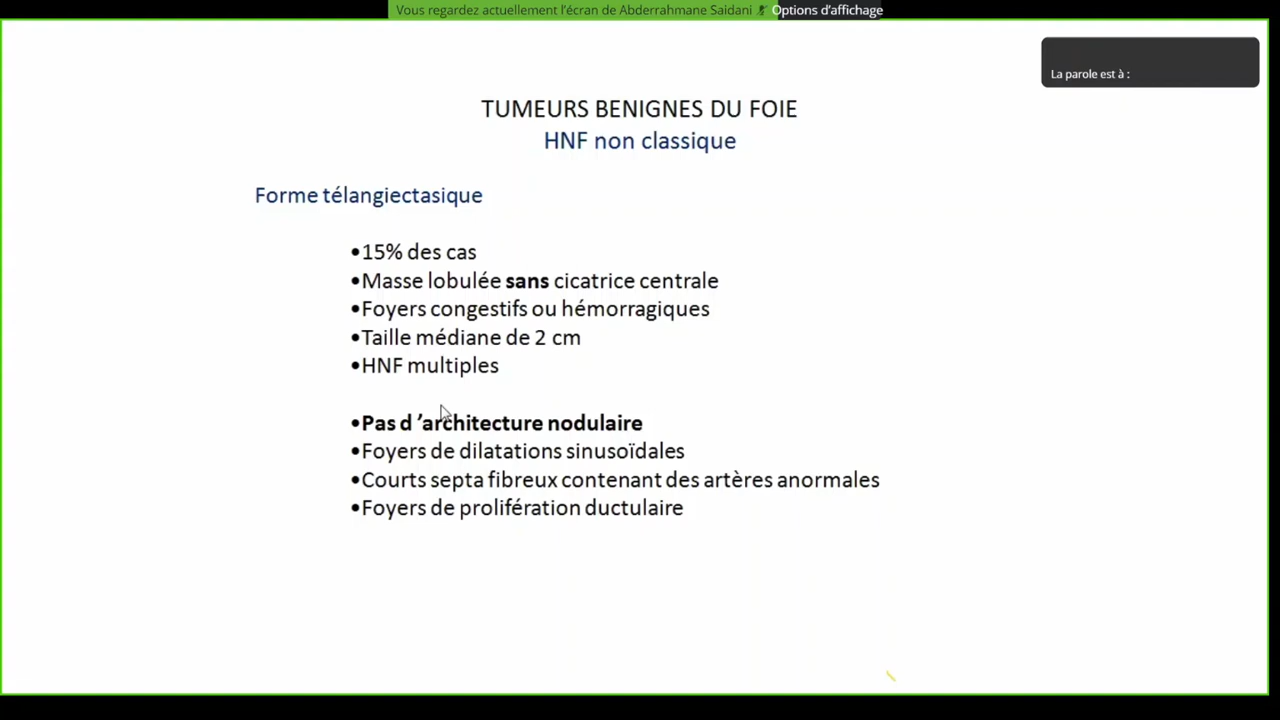 Vous regardez actuellement l'écran de Abderrahmane Saidani Options d'affichage
La parole est à :
TUMEURS BENIGNES DU FOIE
HNF non classique
Forme télangiectasique
•15% des cas
•Masse lobulée sans cicatrice centrale
•Foyers congestifs ou hémorragiques
•Taille médiane de 2 cm
•HNF multiples
•Pas d ’architecture nodulaire
•Foyers de dilatations sinusoïdales
•Courts septa fibreux contenant des artères anormales
•Foyers de prolifération ductulaire